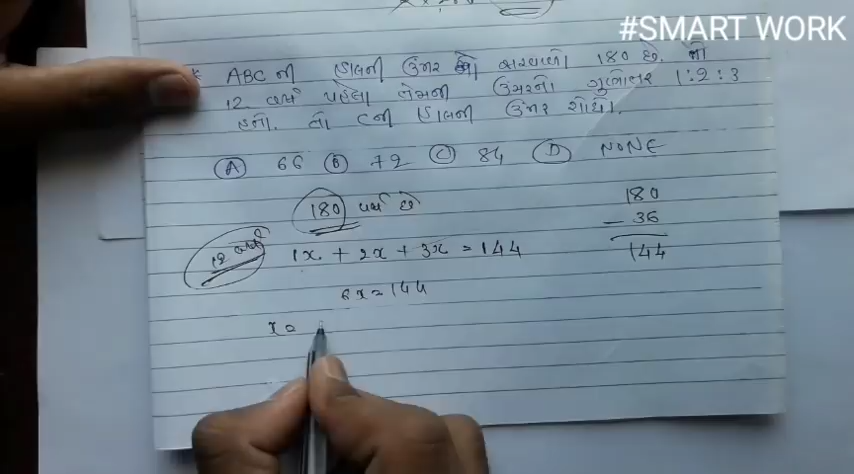 #SMART WORK
* ABC ની હાલની ઉંમર નો સરવાળો 180 છે. જો
12 વર્ષ પહેલા તેમની ઉંમરનો ગુણોત્તર 1:2:3
હતો. તો C ની હાલની ઉંમર શોધો.
A 66 B 72 C 84 D NONE
180 વર્ષ છે
180
- 36
144
12 વર્ષ
1x + 2x + 3x = 144
6x = 144
x =